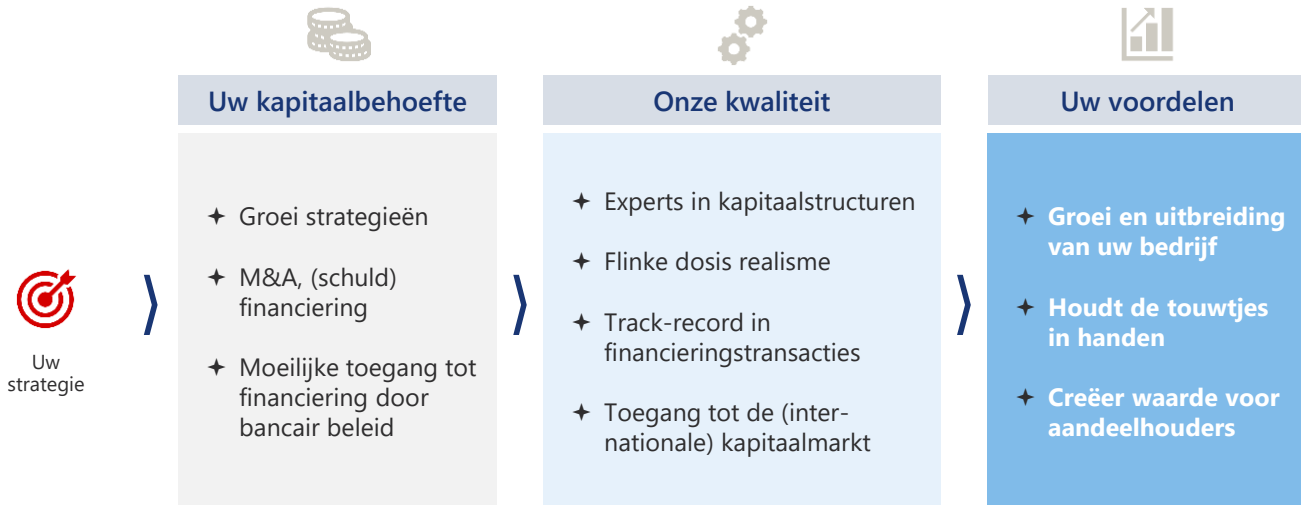 Uw
strategie
Uw kapitaalbehoefte
Groei strategieën
M&A, (schuld)
financiering
Moeilijke toegang tot
financiering door
bancair beleid
Onze kwaliteit
Experts in kapitaalstructuren
Flinke dosis realisme
Track-record in
financieringstransacties
Toegang tot de (inter-
nationale) kapitaalmarkt
Uw voordelen
Groei en uitbreiding
van uw bedrijf
Houdt de touwtjes
in handen
Creëer waarde voor
aandeelhouders